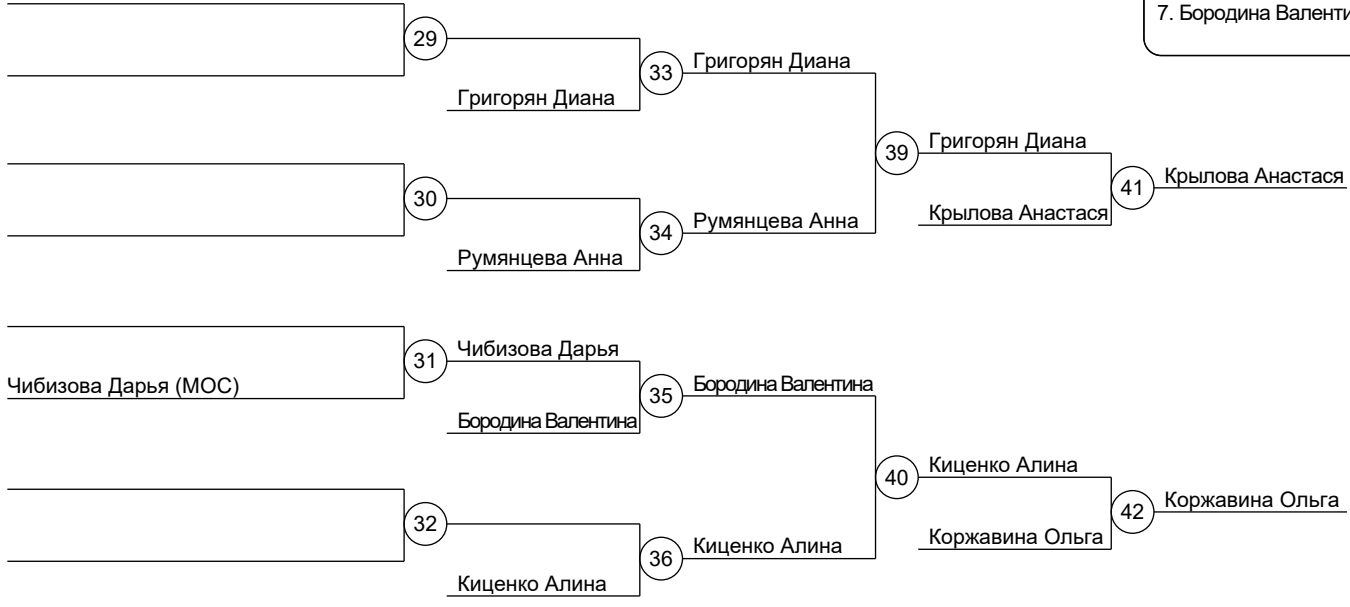 7. Бородина Валенти
29
33
Григорян Диана
Григорян Диана
39
Григорян Диана
41
Крылова Анастася
30
34
Румянцева Анна
Крылова Анастася
Румянцева Анна
31
Чибизова Дарья
Чибизова Дарья (МОС)
35
Бородина Валентина
Бородина Валентина
40
Киценко Алина
42
Коржавина Ольга
32
36
Киценко Алина
Коржавина Ольга
Киценко Алина